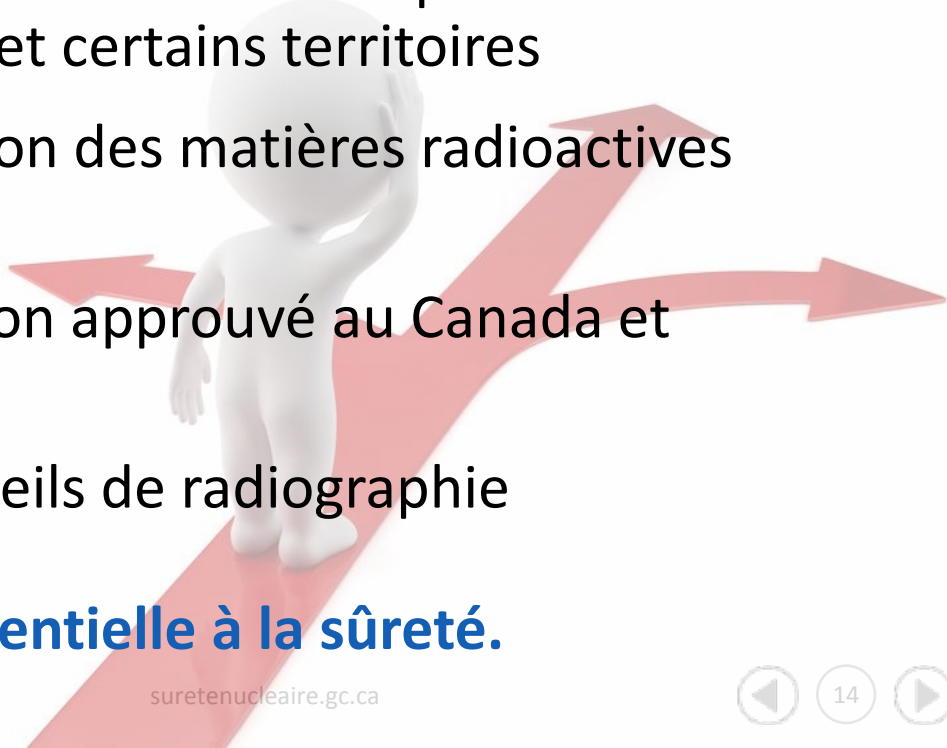 et certains territoires
on des matières radioactives
on approuvé au Canada et
eils de radiographie
entielle à la sûreté.
suretenucleaire.gc.ca
14